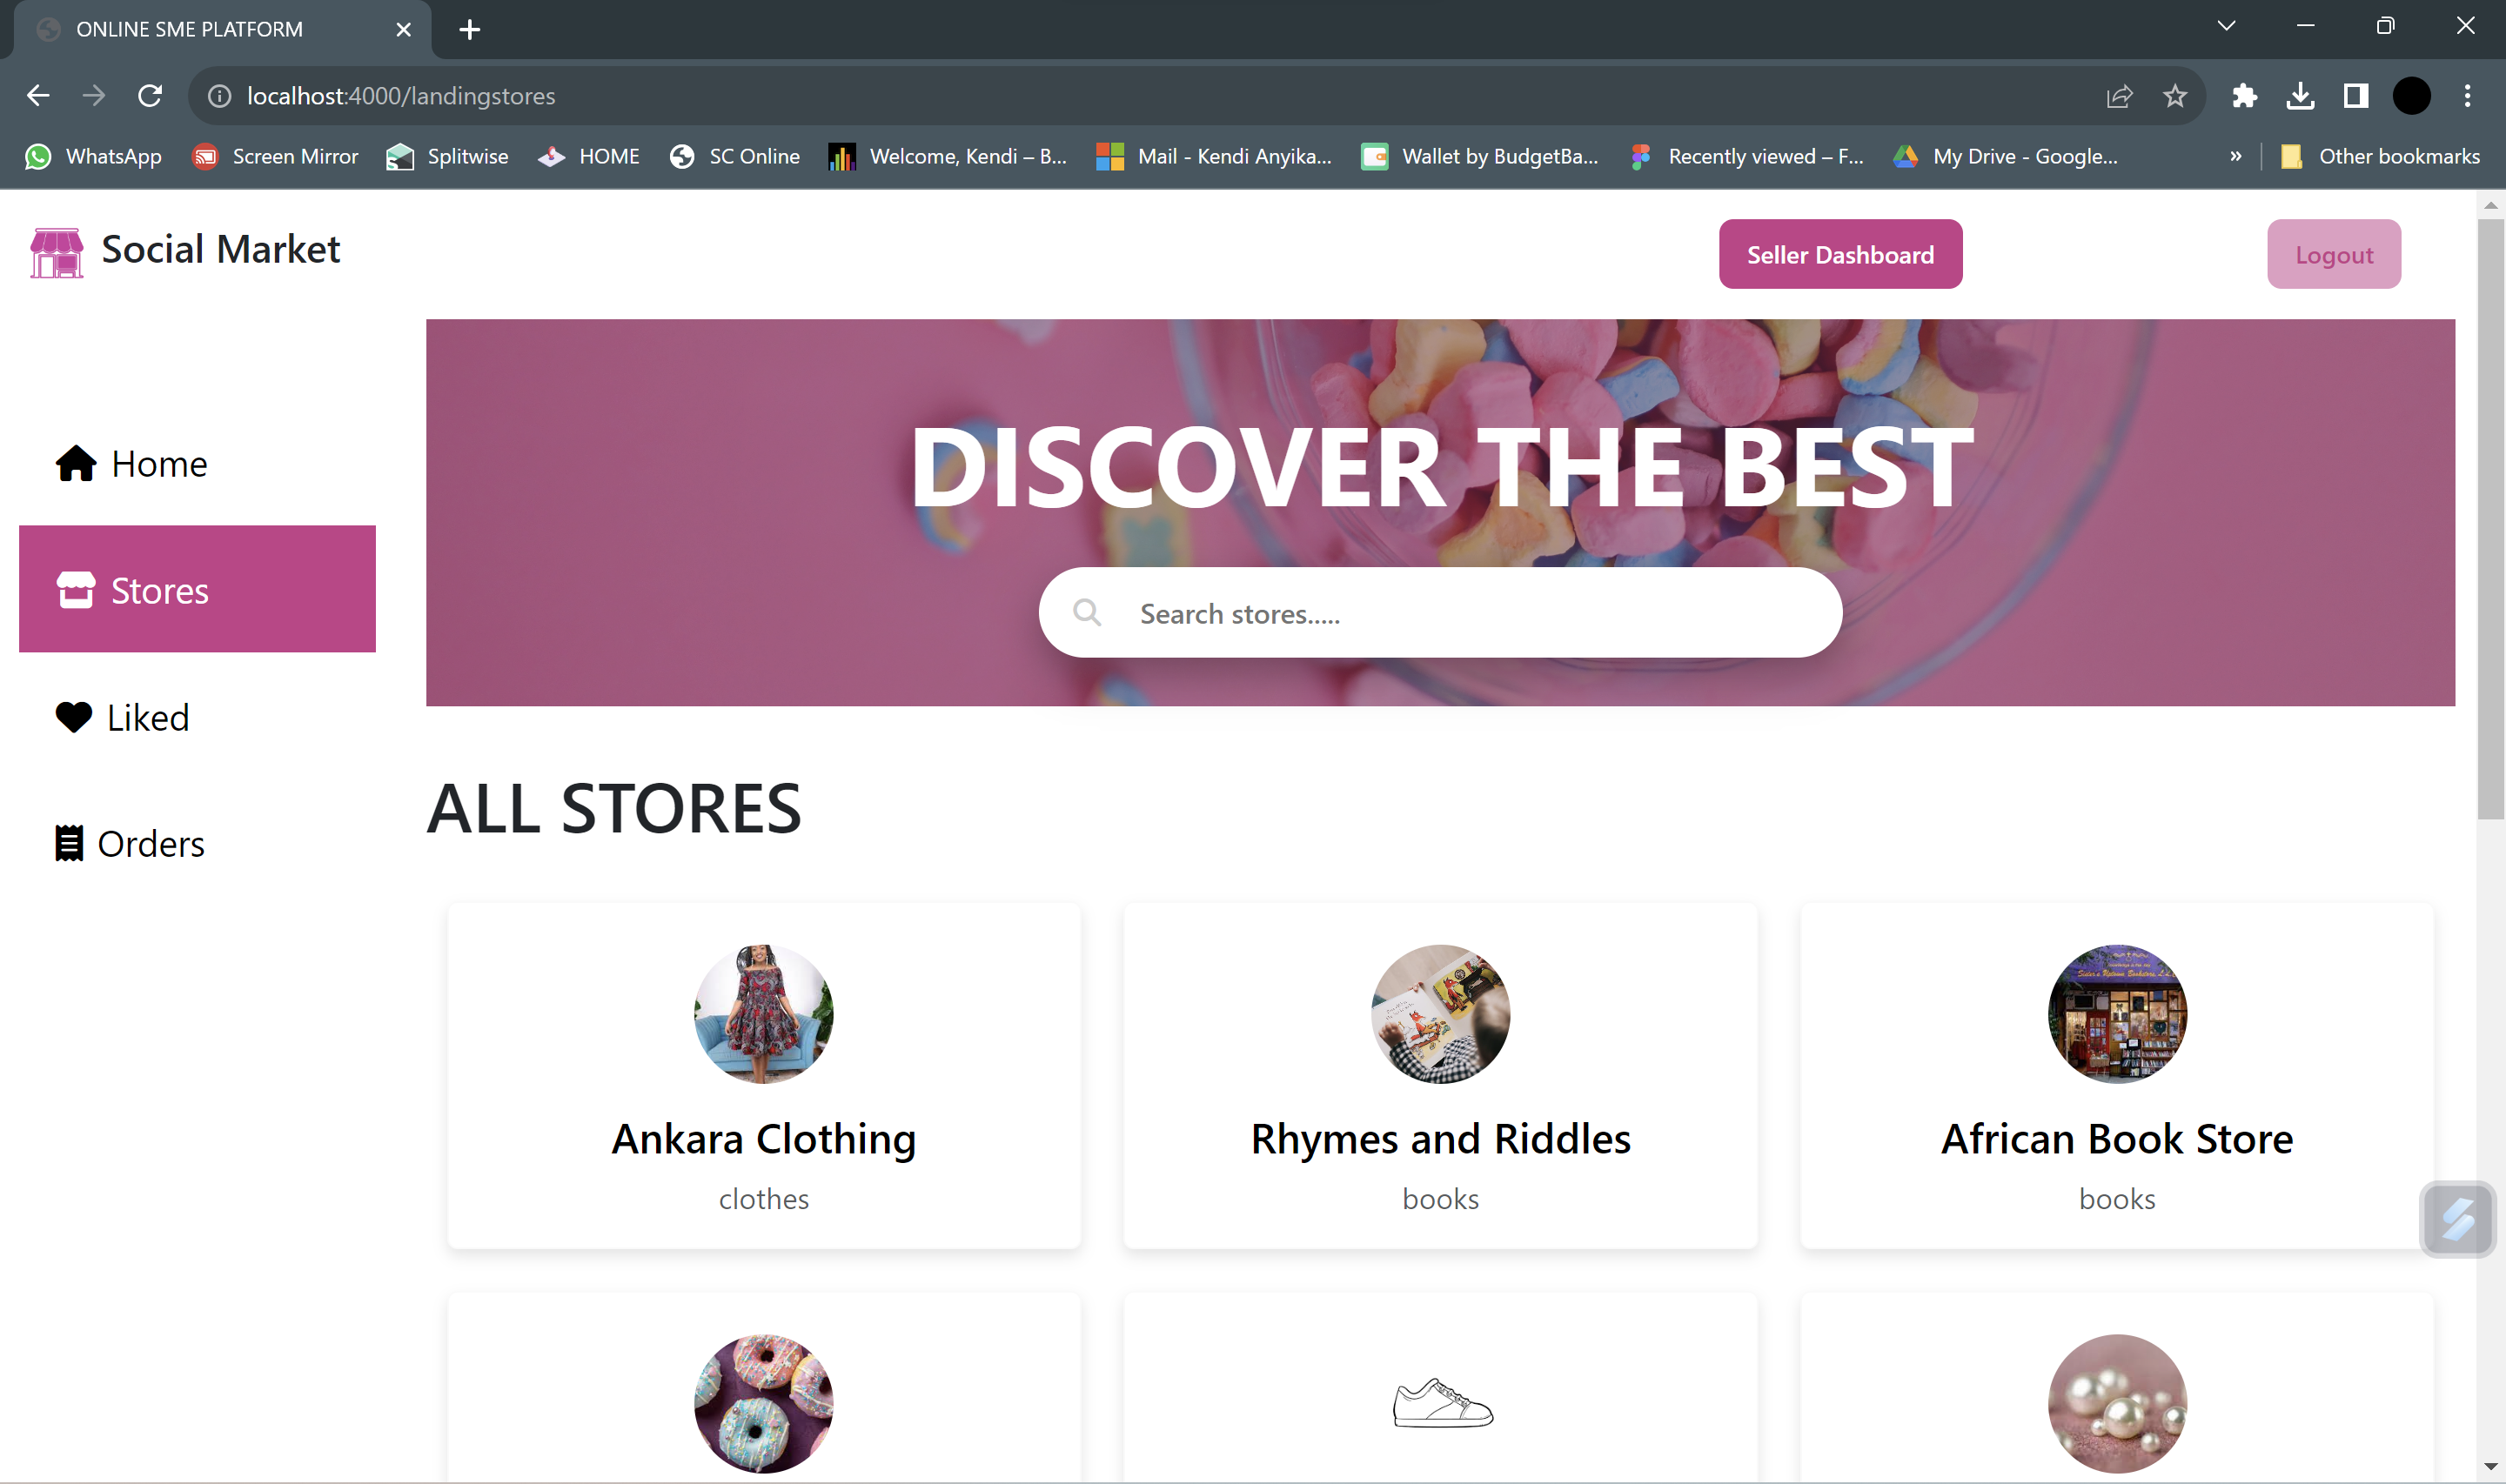 ONLINE SME PLATFORM
localhost:4000/landingstores
WhatsApp
Screen Mirror
Splitwise
HOME
SC Online
Welcome, Kendi – B...
Mail - Kendi Anyika...
Wallet by BudgetBa...
Recently viewed – F...
My Drive - Google...
»
Other bookmarks
Social Market
Seller Dashboard
Logout
Home
Stores
Liked
Orders
DISCOVER THE BEST
Search stores.....
ALL STORES
Ankara Clothing
clothes
Rhymes and Riddles
books
African Book Store
books